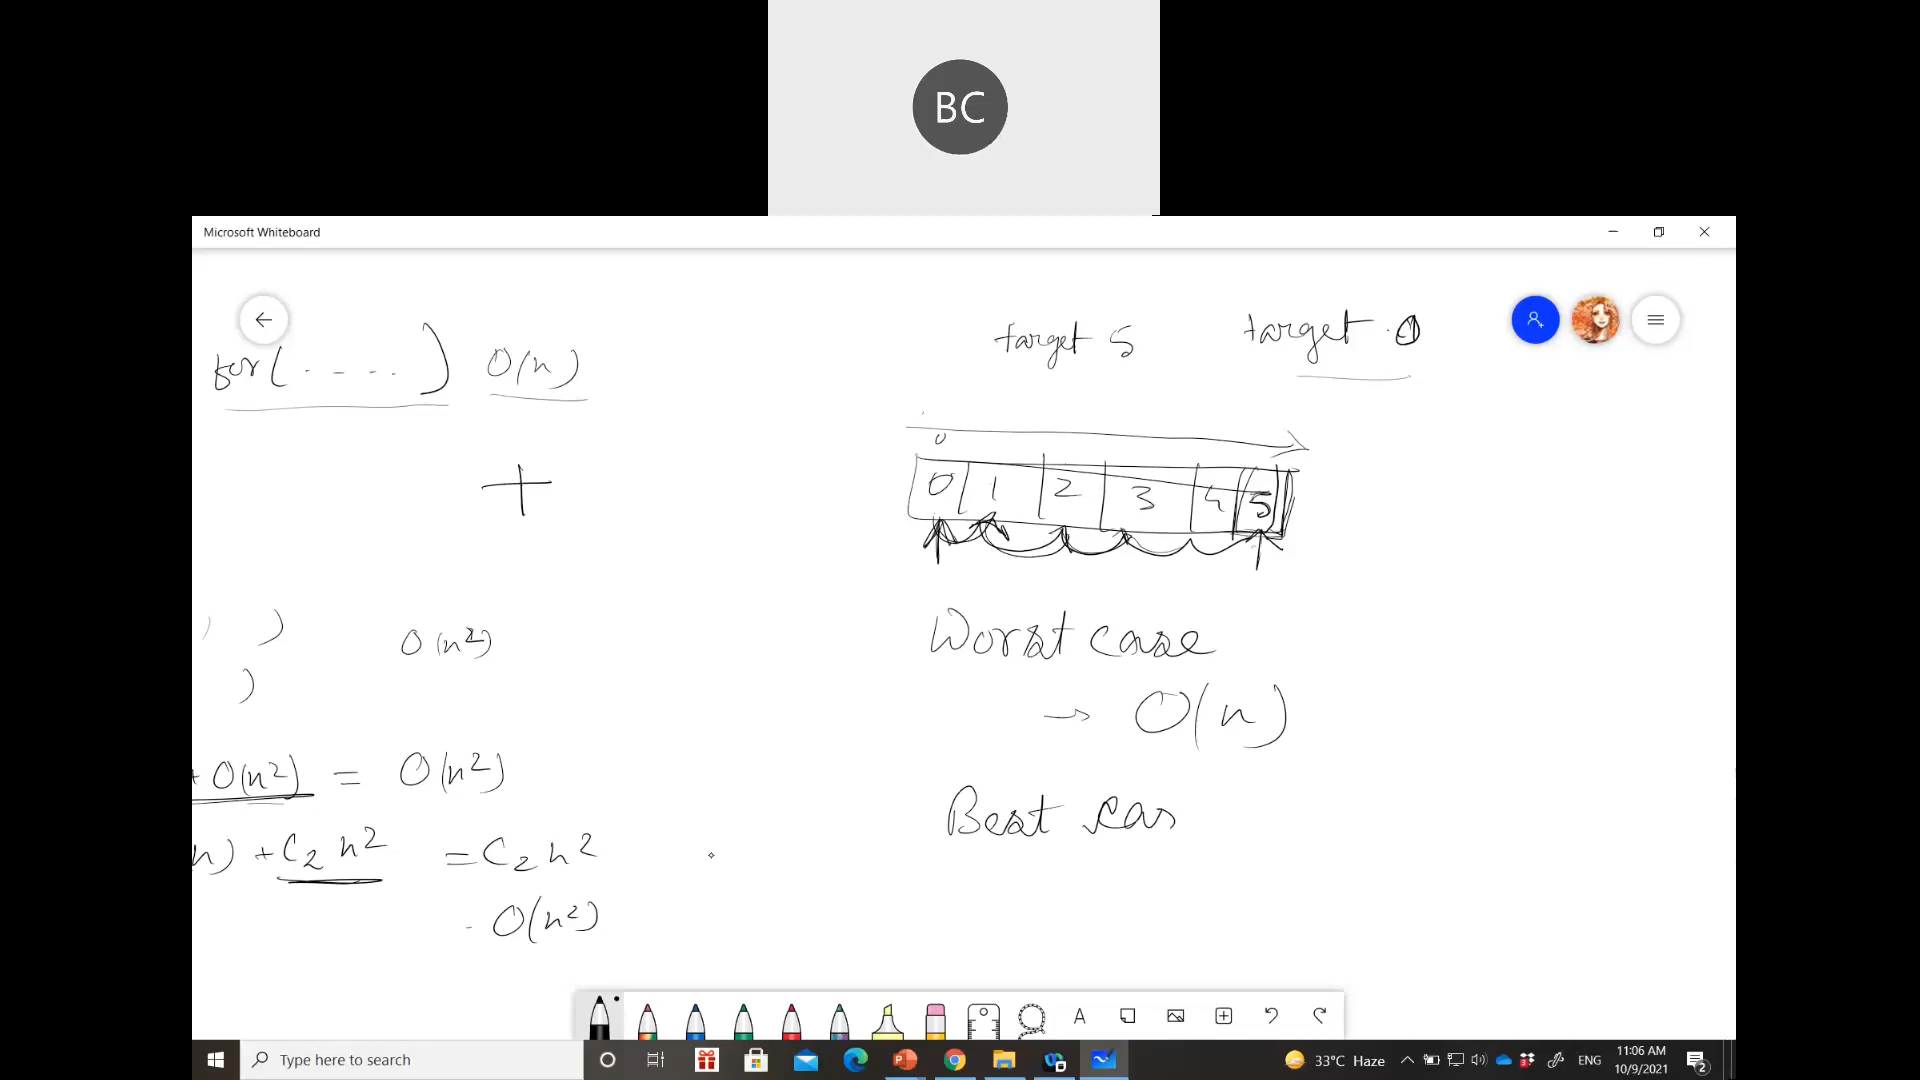 BC
Microsoft Whiteboard
for(. - - . .) O(n)
+
) )
)
O(n²)
+ O(n²) = O(n²)
n) + C₂ n² = C₂ n²
- O(n²)
target 5 target 0
0
0 1 2 3 4 5
Worst case
→ O(n)
Best cas
A
Type here to search
33°C Haze
ENG
11:06 AM
10/9/2021
2